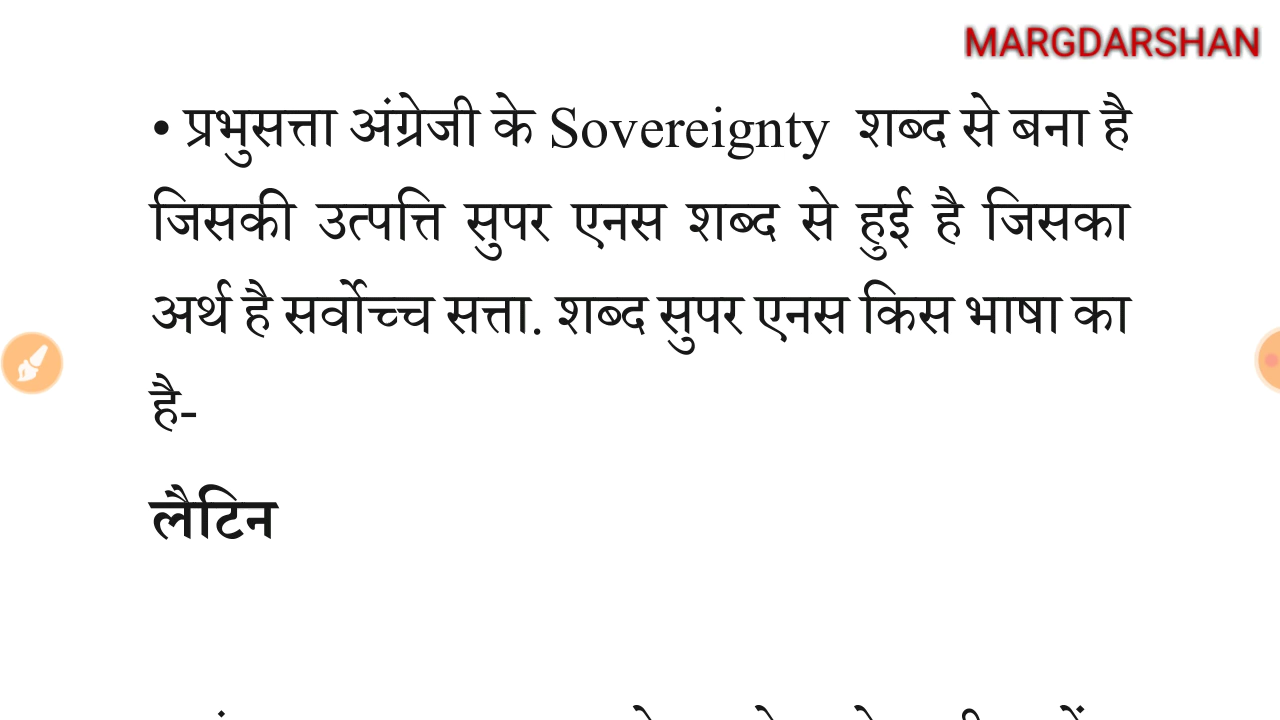 MARGDARSHAN
• प्रभुसत्ता अंग्रेजी के Sovereignty शब्द से बना है
जिसकी उत्पत्ति सुपर एनस शब्द से हुई है जिसका
अर्थ है सर्वोच्च सत्ता. शब्द सुपर एनस किस भाषा का
है-
लैटिन